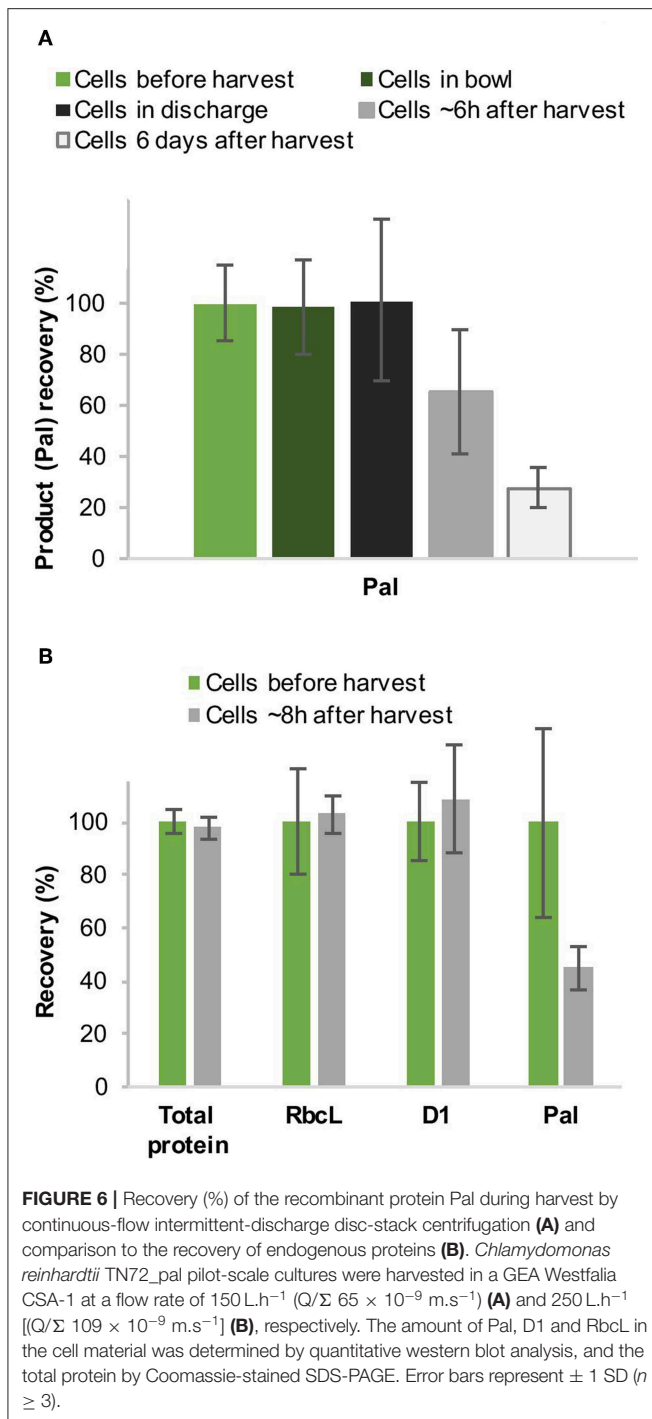 A
Cells before harvest
Cells in bowl
Cells in discharge
Cells ~6h after harvest
Cells 6 days after harvest
Product (Pal) recovery (%)
100
80
60
40
20
0
Pal
B
Cells before harvest
Cells ~8h after harvest
Recovery (%)
100
80
60
40
20
0
Total
protein
RbcL
D1
Pal
FIGURE 6 | Recovery (%) of the recombinant protein Pal during harvest by
continuous-flow intermittent-discharge disc-stack centrifugation (A) and
comparison to the recovery of endogenous proteins (B). Chlamydomonas
reinhardtii TN72_pal pilot-scale cultures were harvested in a GEA Westfalia
CSA-1 at a flow rate of 150 L.h⁻¹ (Q/Σ 65 × 10⁻⁹ m.s⁻¹) (A) and 250 L.h⁻¹
[(Q/Σ 109 × 10⁻⁹ m.s⁻¹] (B), respectively. The amount of Pal, D1 and RbcL in
the cell material was determined by quantitative western blot analysis, and the
total protein by Coomassie-stained SDS-PAGE. Error bars represent ± 1 SD (n
≥ 3).